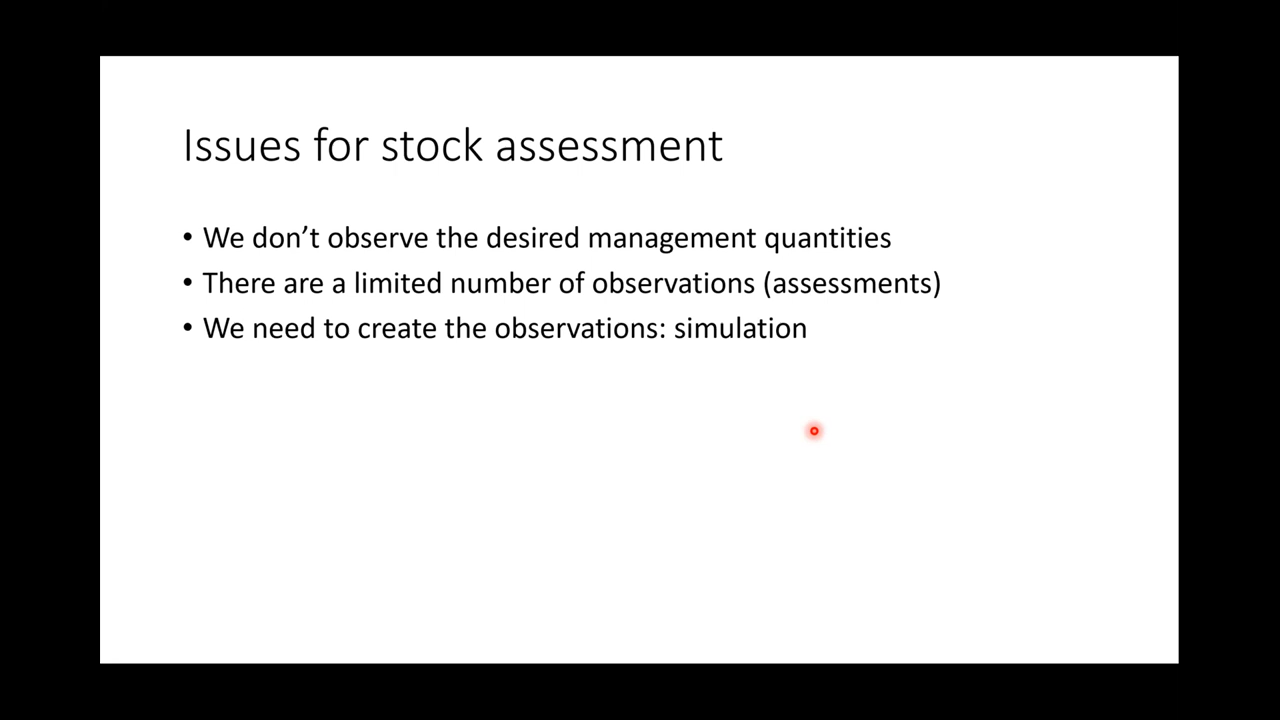 Issues for stock assessment
• We don’t observe the desired management quantities
• There are a limited number of observations (assessments)
• We need to create the observations: simulation